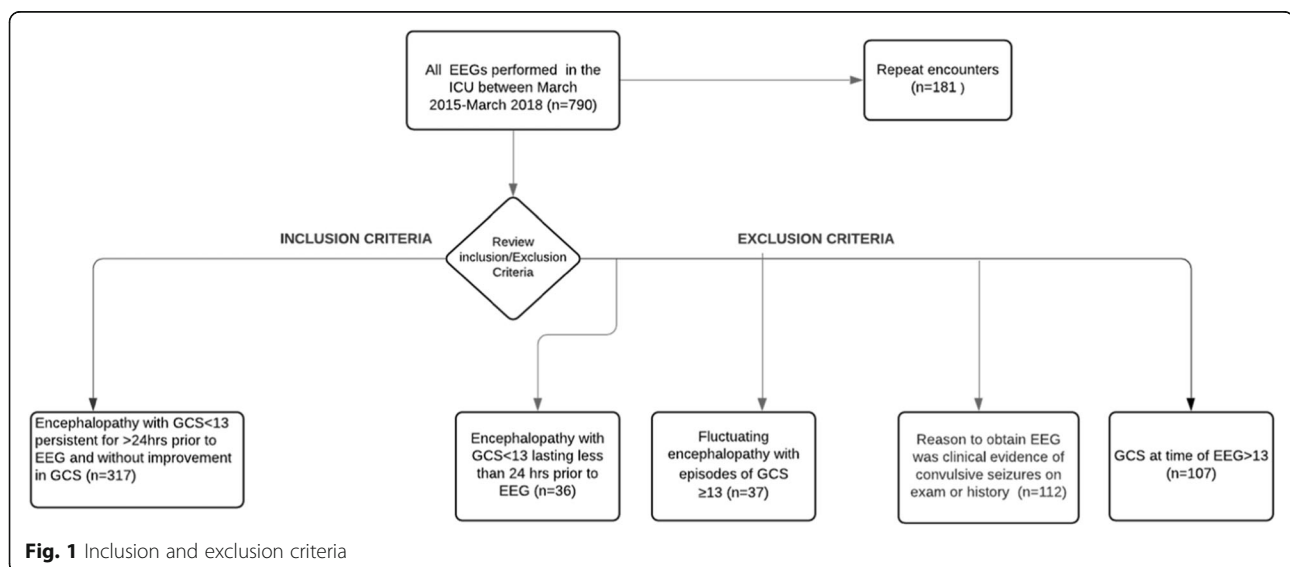 All EEGs performed in the
ICU between March
2015-March 2018 (n=790)
Repeat encounters
(n=181 )
INCLUSION CRITERIA
Review
inclusion/Exclusion
Criteria
EXCLUSION CRITERIA
Encephalopathy with GCS<13
persistent for >24hrs prior to
EEG and without improvement
in GCS (n=317)
Encephalopathy with
GCS<13 lasting less
than 24 hrs prior to
EEG (n=36)
Fluctuating
encephalopathy with
episodes of GCS
≥13 (n=37)
Reason to obtain EEG
was clinical evidence of
convulsive seizures on
exam or history (n=112)
GCS at time of EEG>13
(n=107)
Fig. 1 Inclusion and exclusion criteria